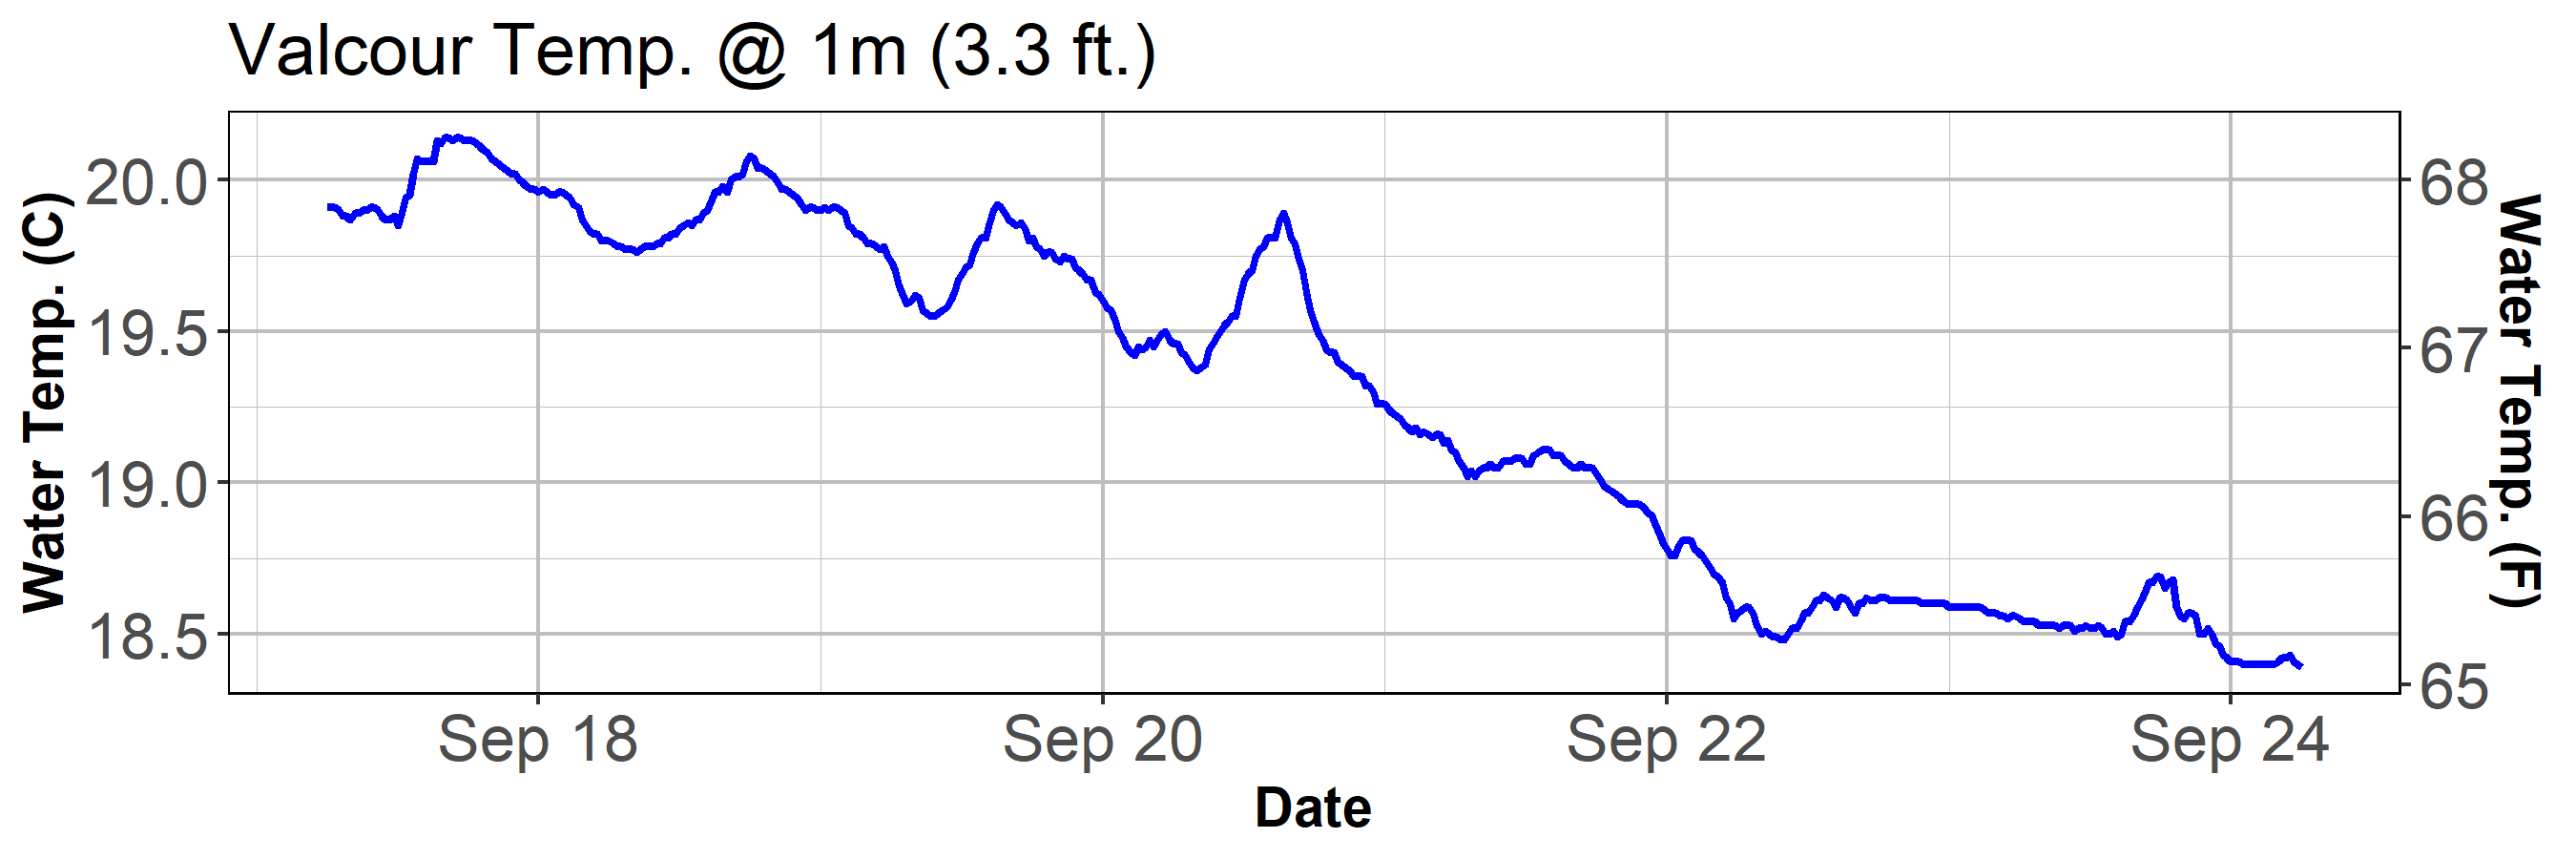 Valcour Temp. @ 1m (3.3 ft.)
Water Temp. (C)
20.0
19.5
19.0
18.5
68
67
66
65
Water Temp. (F)
Sep 18
Sep 20
Sep 22
Sep 24
Date